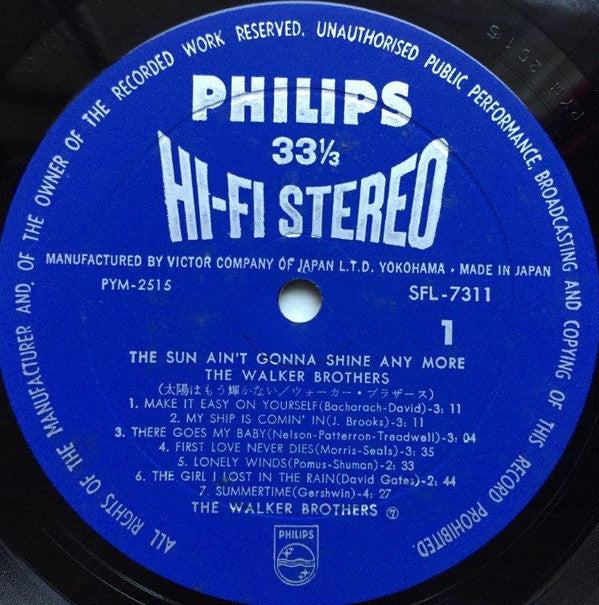 ALL RIGHTS OF THE MANUFACTURER AND, OF THE OWNER OF THE RECORDED WORK RESERVED. UNAUTHORISED PUBLIC PERFORMANCE, BROADCASTING AND COPYING OF THIS RECORD PROHIBITED.
PHILIPS
33⅓
HI-FI STEREO
MANUFACTURED BY VICTOR COMPANY OF JAPAN L.T.D. YOKOHAMA • MADE IN JAPAN
PYM-2515 SFL-7311
1
THE SUN AIN'T GONNA SHINE ANY MORE
THE WALKER BROTHERS
(太陽はもう輝かない／ウォーカー・ブラザース)
1. MAKE IT EASY ON YOURSELF(Bacharach-David)-3; 11
2. MY SHIP IS COMIN' IN(J. Brooks)-3; 11
3. THERE GOES MY BABY(Nelson-Patterron-Treadwell)-3; 04
4. FIRST LOVE NEVER DIES(Morris-Seals)-3; 35
5. LONELY WINDS(Pomus-Shuman)-2; 33
6. THE GIRL I LOST IN THE RAIN(David Gates)-2; 44
7. SUMMERTIME(Gershwin)-4; 27
THE WALKER BROTHERS ⑦
PHILIPS
PYM 2515